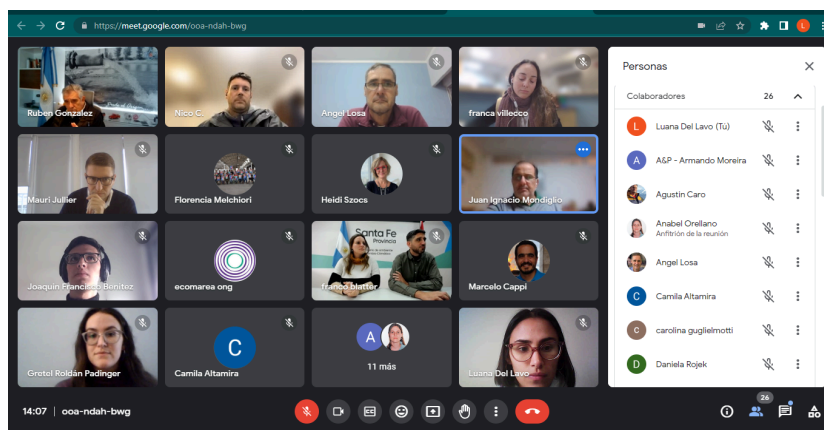 https://meet.google.com/ooa-ndah-bwg
L
Ruben Gonzalez
Nico C.
Angel Losa
franca villecco
Mauri Jullier
Florencia Melchiori
Heidi Szocs
Juan Ignacio Mondiglio
Joaquin Francisco Benitez
ecomarea ong
Santa Fe
Provincia
franco blatter
Marcelo Cappi
Gretel Roldán Padinger
C
Camila Altamira
A
11 más
Luana Del Lavo
Personas
Colaboradores 26
L Luana Del Lavo (Tú)
A A&P - Armando Moreira
Agustin Caro
Anabel Orellano
Anfitrión de la reunión
Angel Losa
C Camila Altamira
c carolina guglielmotti
D Daniela Rojek
14:07 | ooa-ndah-bwg
CC
26